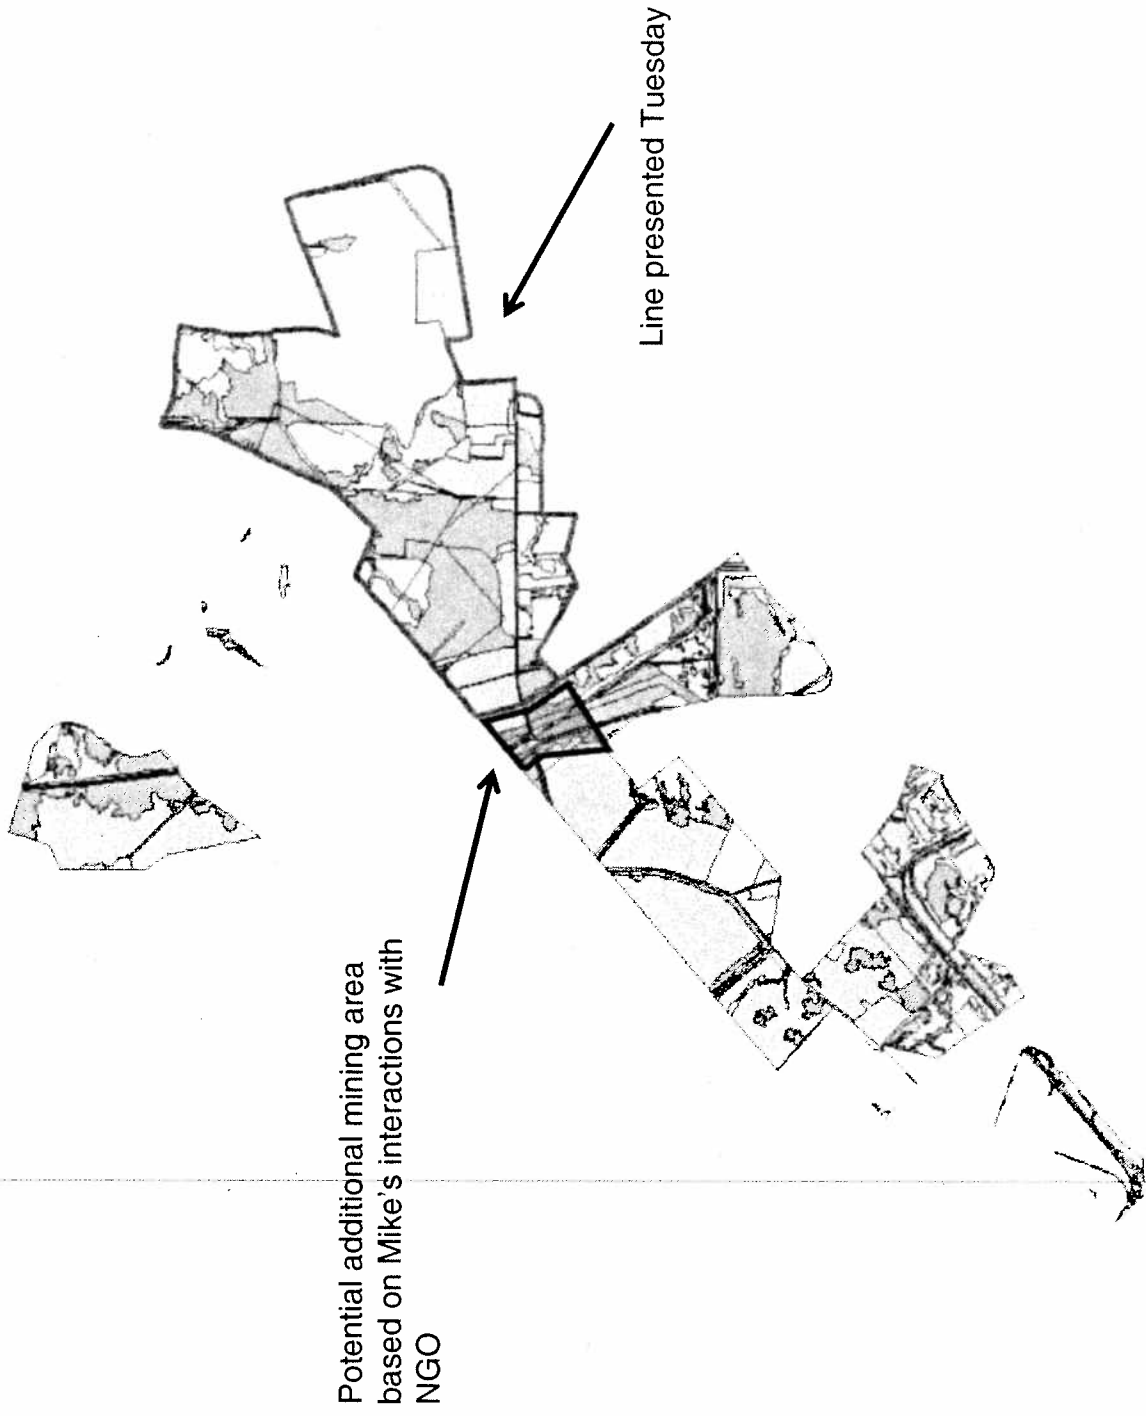 Potential additional mining area
based on Mike's interactions with
NGO
Line presented Tuesday